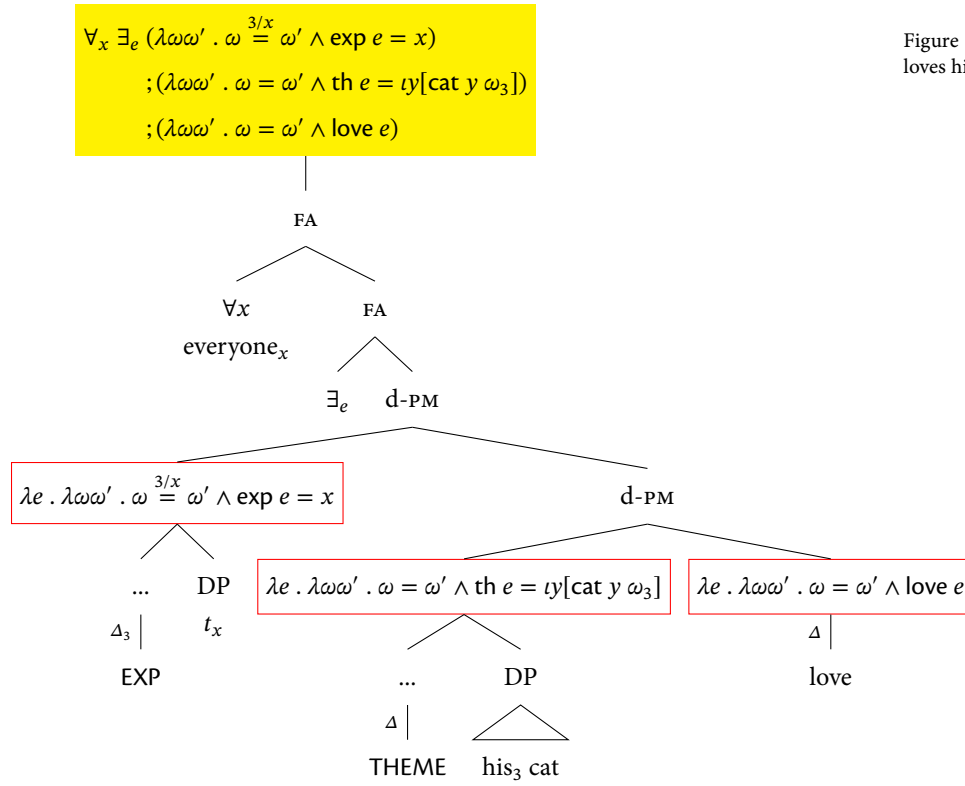 ∀ₓ ∃ₑ (λωω′ . ω =^{3/x} ω′ ∧ exp e = x)
;(λωω′ . ω = ω′ ∧ th e = ιy[cat y ω₃])
;(λωω′ . ω = ω′ ∧ love e)
Figure
loves hi
FA
∀x FA
everyoneₓ
∃ₑ d-PM
λe . λωω′ . ω =^{3/x} ω′ ∧ exp e = x d-PM
... DP λe . λωω′ . ω = ω′ ∧ th e = ιy[cat y ω₃] λe . λωω′ . ω = ω′ ∧ love e
Δ₃ tₓ Δ
EXP ... DP love
Δ
THEME his₃ cat